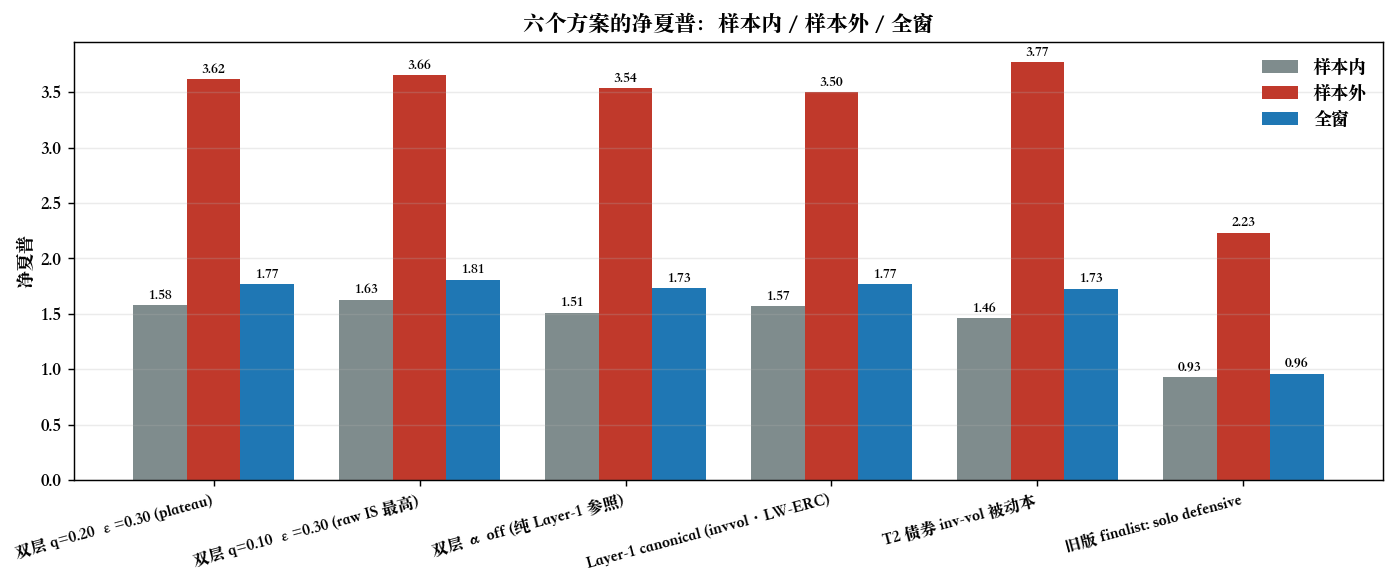 六个方案的净夏普：样本内 / 样本外 / 全窗
样本内
样本外
全窗
净夏普
3.5
3.0
2.5
2.0
1.5
1.0
0.5
0.0
1.58
3.62
1.77
1.63
3.66
1.81
1.51
3.54
1.73
1.57
3.50
1.77
1.46
3.77
1.73
0.93
2.23
0.96
双层 q=0.20 ε=0.30 (plateau)
双层 q=0.10 ε=0.30 (raw IS 最高)
双层 α off (纯 Layer-1 参照)
Layer-1 canonical (invvol · LW-ERC)
T2 债券 inv-vol 被动本
旧版 finalist: solo defensive